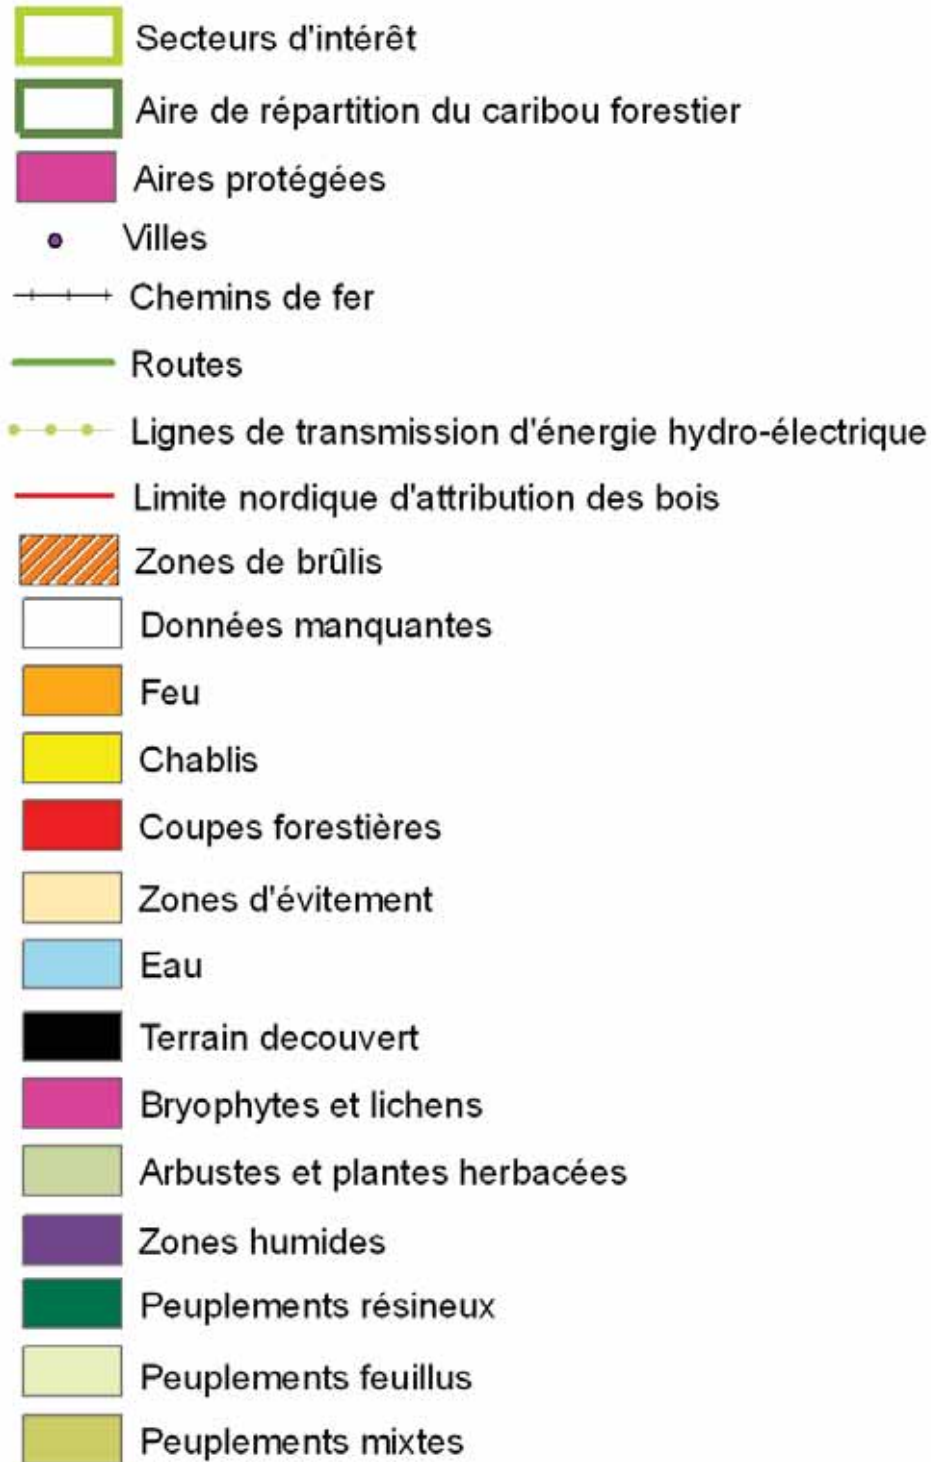 Secteurs d'intérêt
Aire de répartition du caribou forestier
Aires protégées
Villes
Chemins de fer
Routes
Lignes de transmission d'énergie hydro-électrique
Limite nordique d'attribution des bois
Zones de brûlis
Données manquantes
Feu
Chablis
Coupes forestières
Zones d'évitement
Eau
Terrain decouvert
Bryophytes et lichens
Arbustes et plantes herbacées
Zones humides
Peuplements résineux
Peuplements feuillus
Peuplements mixtes